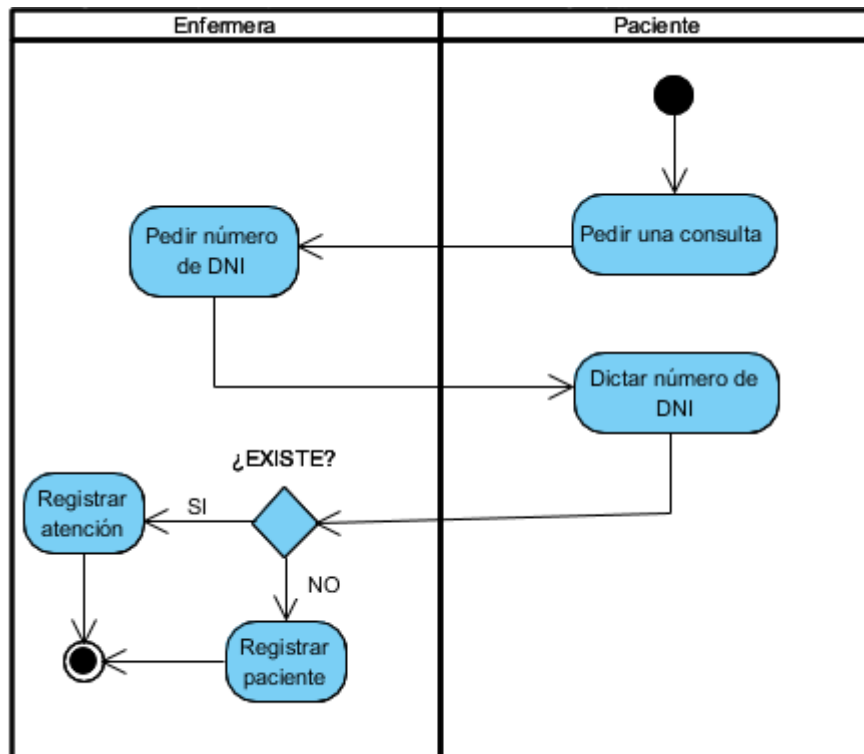 Enfermera
Paciente
Pedir una consulta
Pedir número
de DNI
Dictar número de
DNI
¿EXISTE?
SI
Registrar
atención
NO
Registrar
paciente